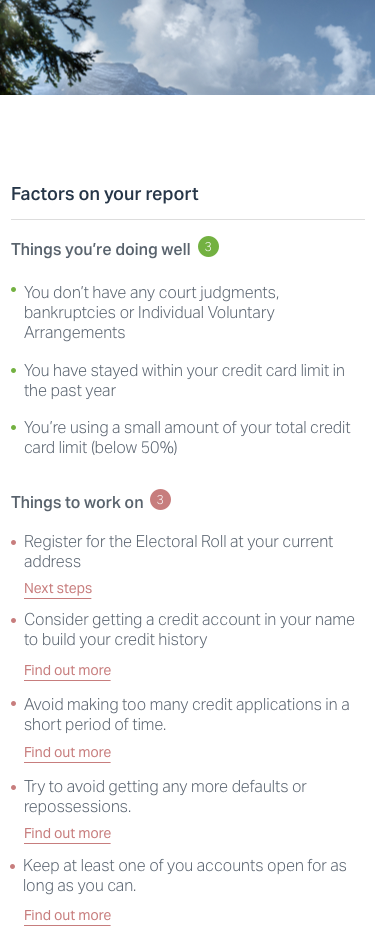 Factors on your report
Things you’re doing well 3
You don’t have any court judgments,
bankruptcies or Individual Voluntary
Arrangements
You have stayed within your credit card limit in
the past year
You’re using a small amount of your total credit
card limit (below 50%)
Things to work on 3
Register for the Electoral Roll at your current
address
Next steps
Consider getting a credit account in your name
to build your credit history
Find out more
Avoid making too many credit applications in a
short period of time.
Find out more
Try to avoid getting any more defaults or
repossessions.
Find out more
Keep at least one of you accounts open for as
long as you can.
Find out more